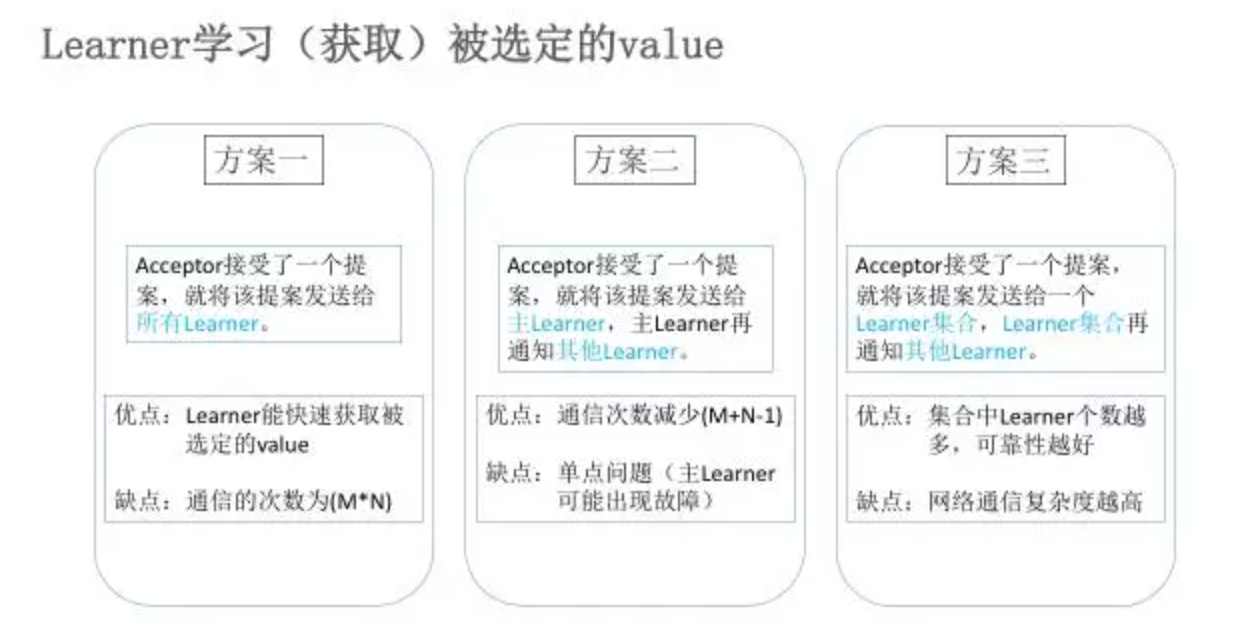 Learner学习（获取）被选定的value
方案一
Acceptor接受了一个提
案，就将该提案发送给
所有Learner。
优点：Learner能快速获取被
选定的value
缺点：通信的次数为(M*N)
方案二
Acceptor接受了一个提
案，就将该提案发送给
主Learner，主Learner再
通知其他Learner。
优点：通信次数减少(M+N-1)
缺点：单点问题（主Learner
可能出现故障）
方案三
Acceptor接受了一个提案，
就将该提案发送给一个
Learner集合，Learner集合再
通知其他Learner。
优点：集合中Learner个数越
多，可靠性越好
缺点：网络通信复杂度越高